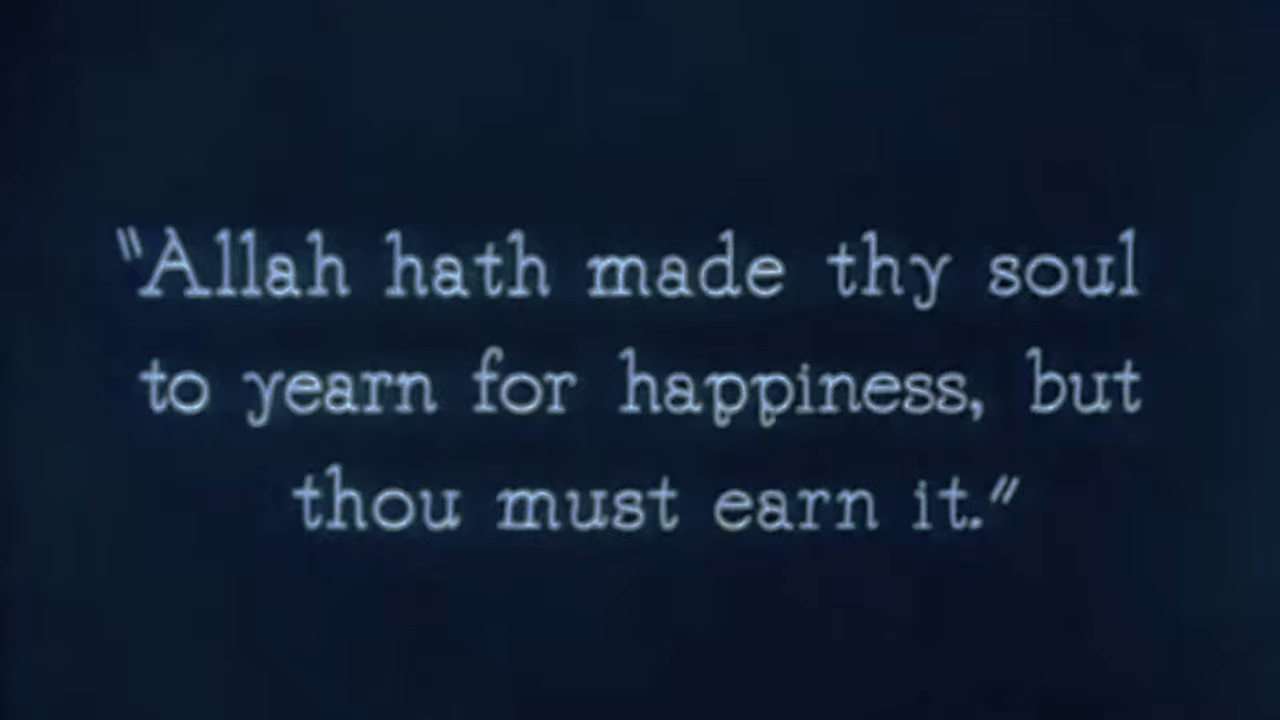 "Allah hath made thy soul
to yearn for happiness, but
thou must earn it."